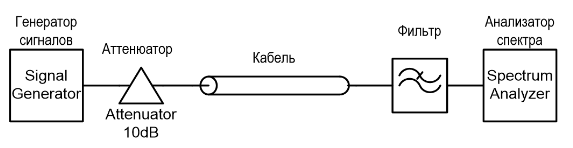 Генератор
сигналов
Signal
Generator
Аттенюатор
Attenuator
10dB
Кабель
Фильтр
Анализатор
спектра
Spectrum
Analyzer